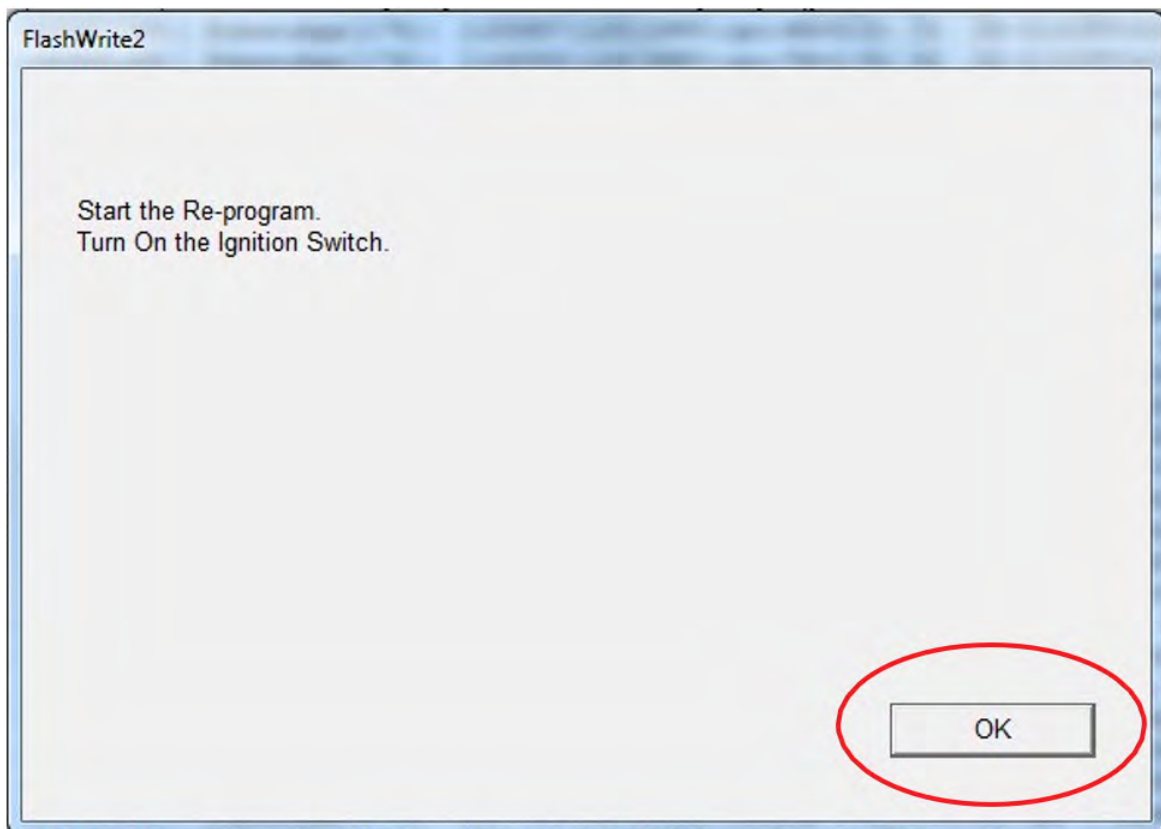 FlashWrite2
Start the Re-program.
Turn On the Ignition Switch.
OK